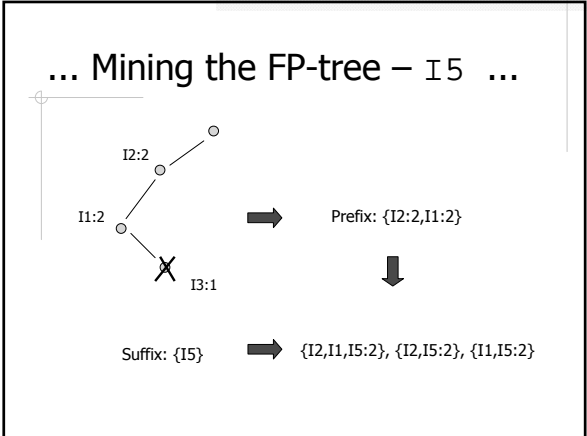 ... Mining the FP-tree – I5 ...
I2:2
I1:2
Prefix: {I2:2,I1:2}
I3:1
Suffix: {I5}
{I2,I1,I5:2}, {I2,I5:2}, {I1,I5:2}